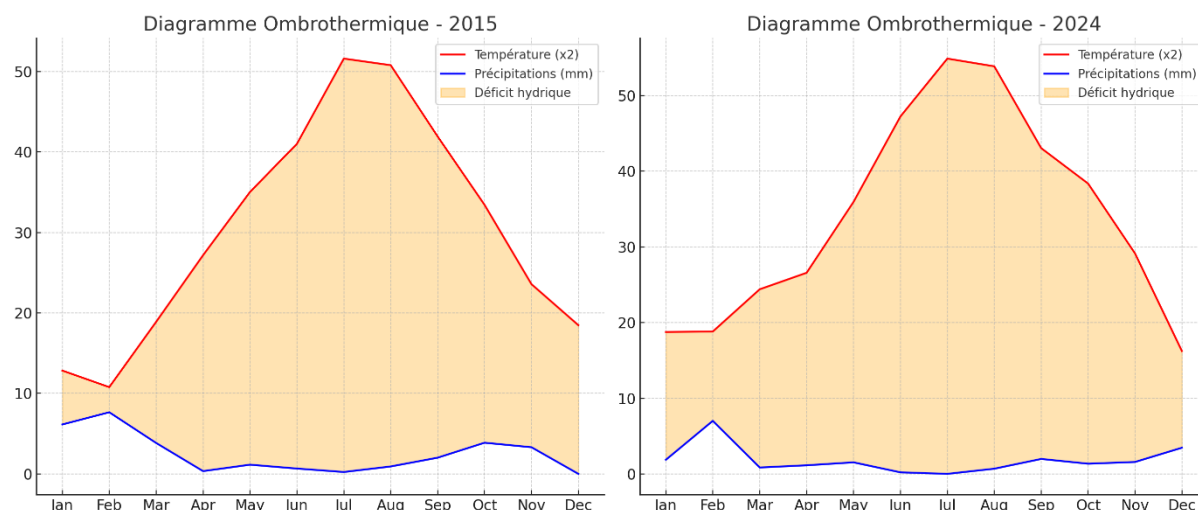 Diagramme Ombrothermique - 2015
Température (x2)
Précipitations (mm)
Déficit hydrique
50
40
30
20
10
0
Jan Feb Mar Apr May Jun Jul Aug Sep Oct Nov Dec
Diagramme Ombrothermique - 2024
Température (x2)
Précipitations (mm)
Déficit hydrique
50
40
30
20
10
0
Jan Feb Mar Apr May Jun Jul Aug Sep Oct Nov Dec